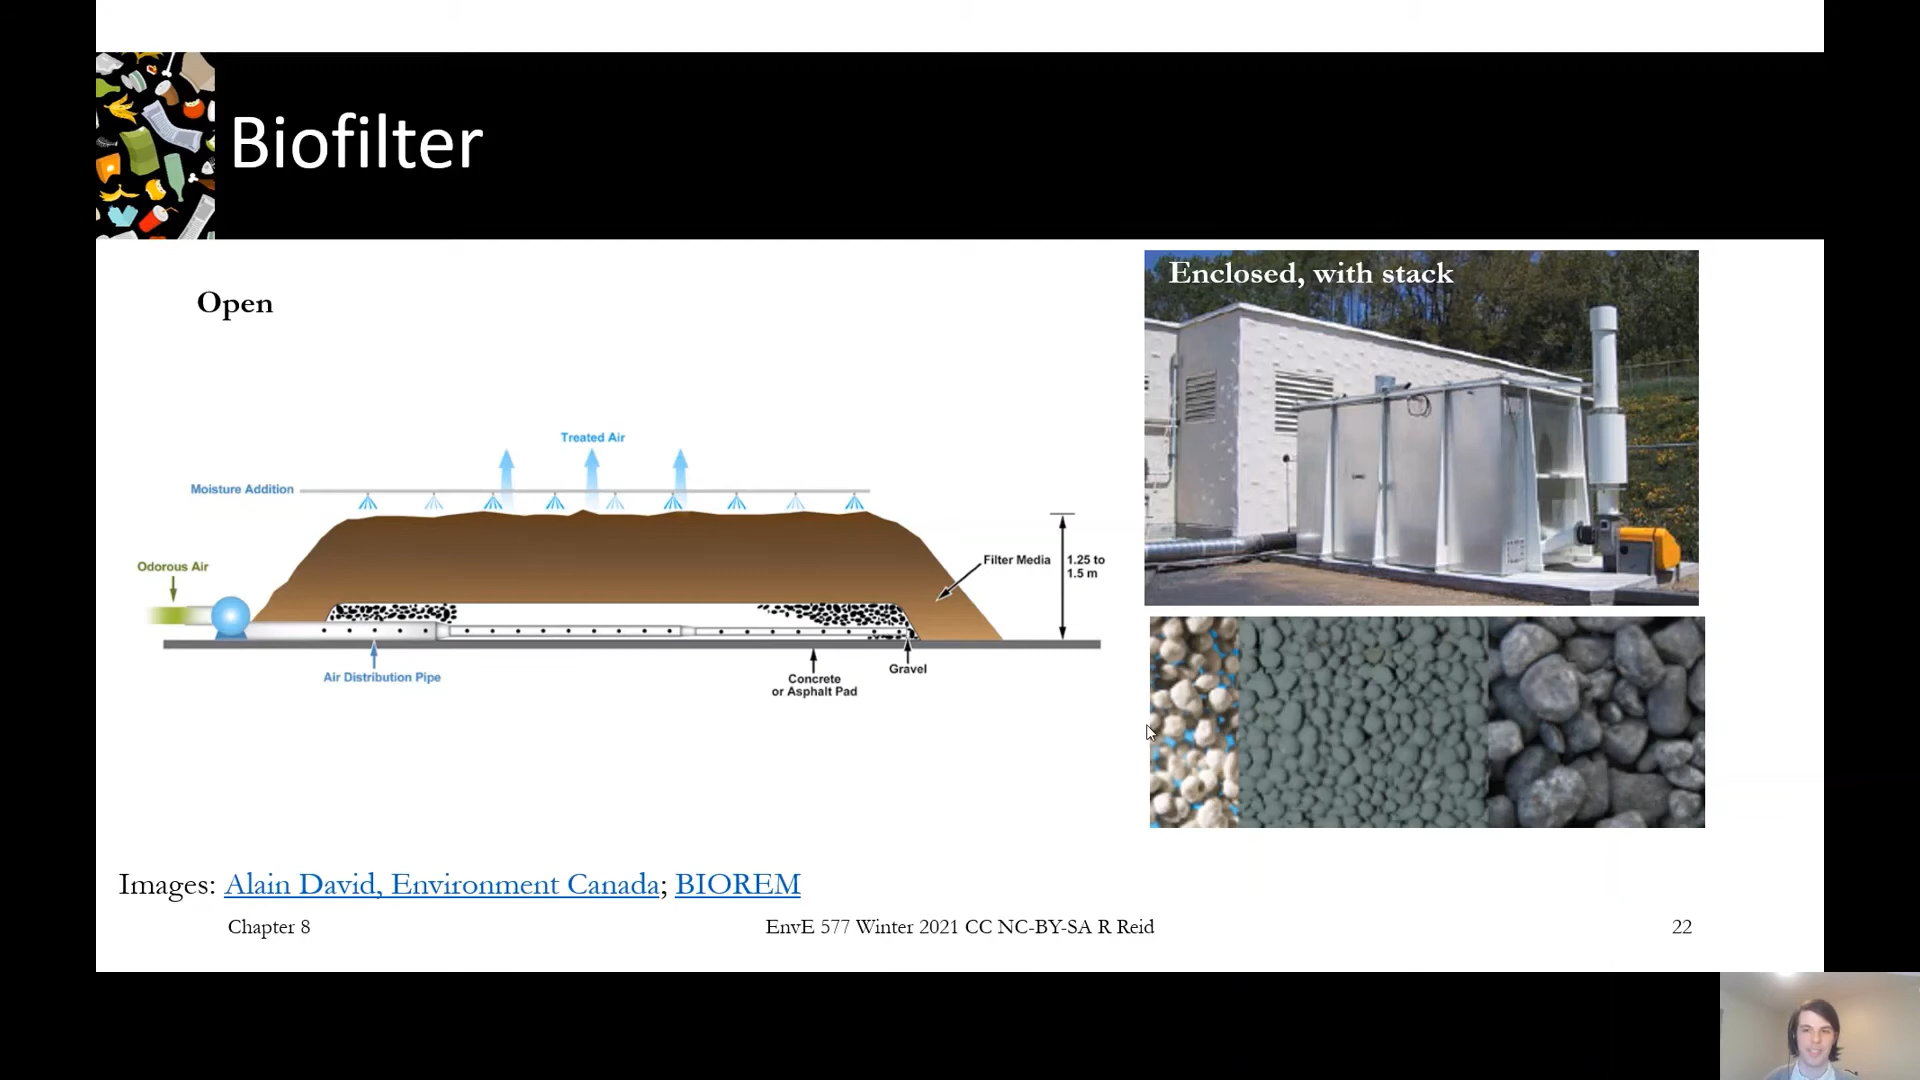 Biofilter
Open
Treated Air
Moisture Addition
Odorous Air
Filter Media
1.25 to
1.5 m
Air Distribution Pipe
Concrete
or Asphalt Pad
Gravel
Enclosed, with stack
Images: Alain David, Environment Canada; BIOREM
Chapter 8
EnvE 577 Winter 2021 CC NC-BY-SA R Reid
22